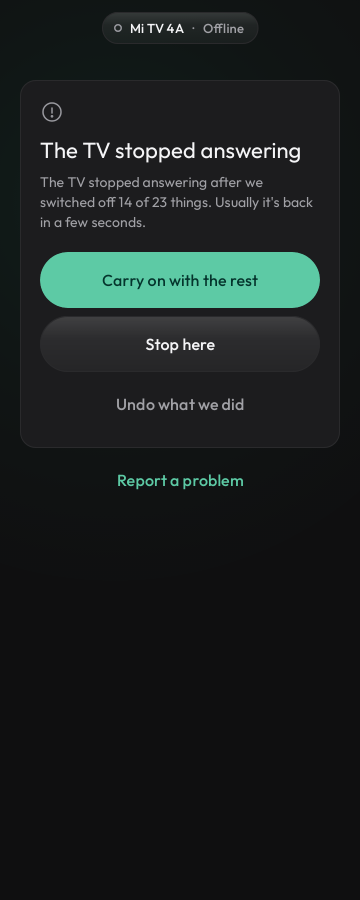 Mi TV 4A · Offline
The TV stopped answering
The TV stopped answering after we
switched off 14 of 23 things. Usually it's back
in a few seconds.
Carry on with the rest
Stop here
Undo what we did
Report a problem